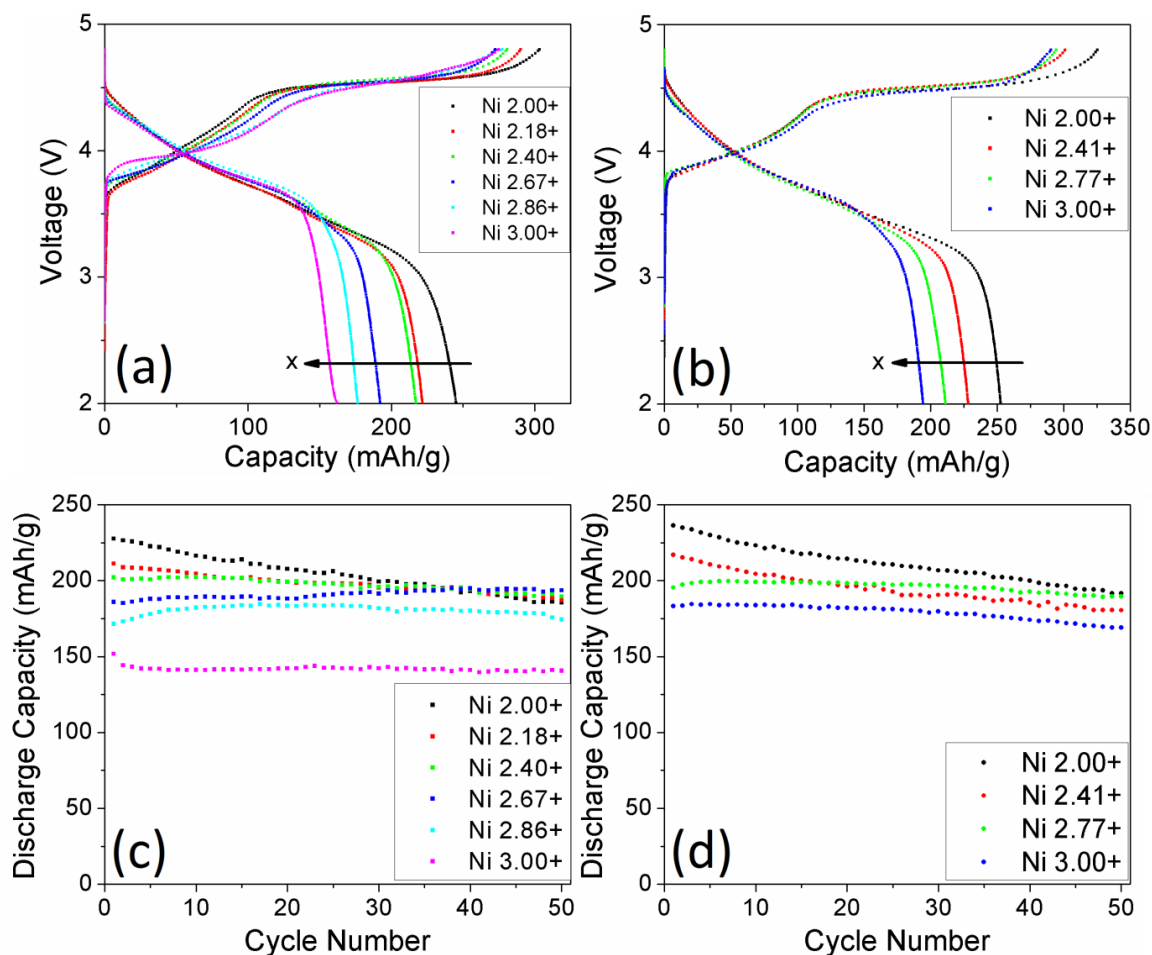 5
4
3
2
Voltage (V)
0
100
200
300
Capacity (mAh/g)
Ni 2.00+
Ni 2.18+
Ni 2.40+
Ni 2.67+
Ni 2.86+
Ni 3.00+
x
(a)
5
4
3
2
Voltage (V)
0
50
100
150
200
250
300
350
Capacity (mAh/g)
Ni 2.00+
Ni 2.41+
Ni 2.77+
Ni 3.00+
x
(b)
250
200
150
100
50
0
Discharge Capacity (mAh/g)
0
10
20
30
40
50
Cycle Number
Ni 2.00+
Ni 2.18+
Ni 2.40+
Ni 2.67+
Ni 2.86+
Ni 3.00+
(c)
250
200
150
100
50
0
Discharge Capacity (mAh/g)
0
10
20
30
40
50
Cycle Number
Ni 2.00+
Ni 2.41+
Ni 2.77+
Ni 3.00+
(d)